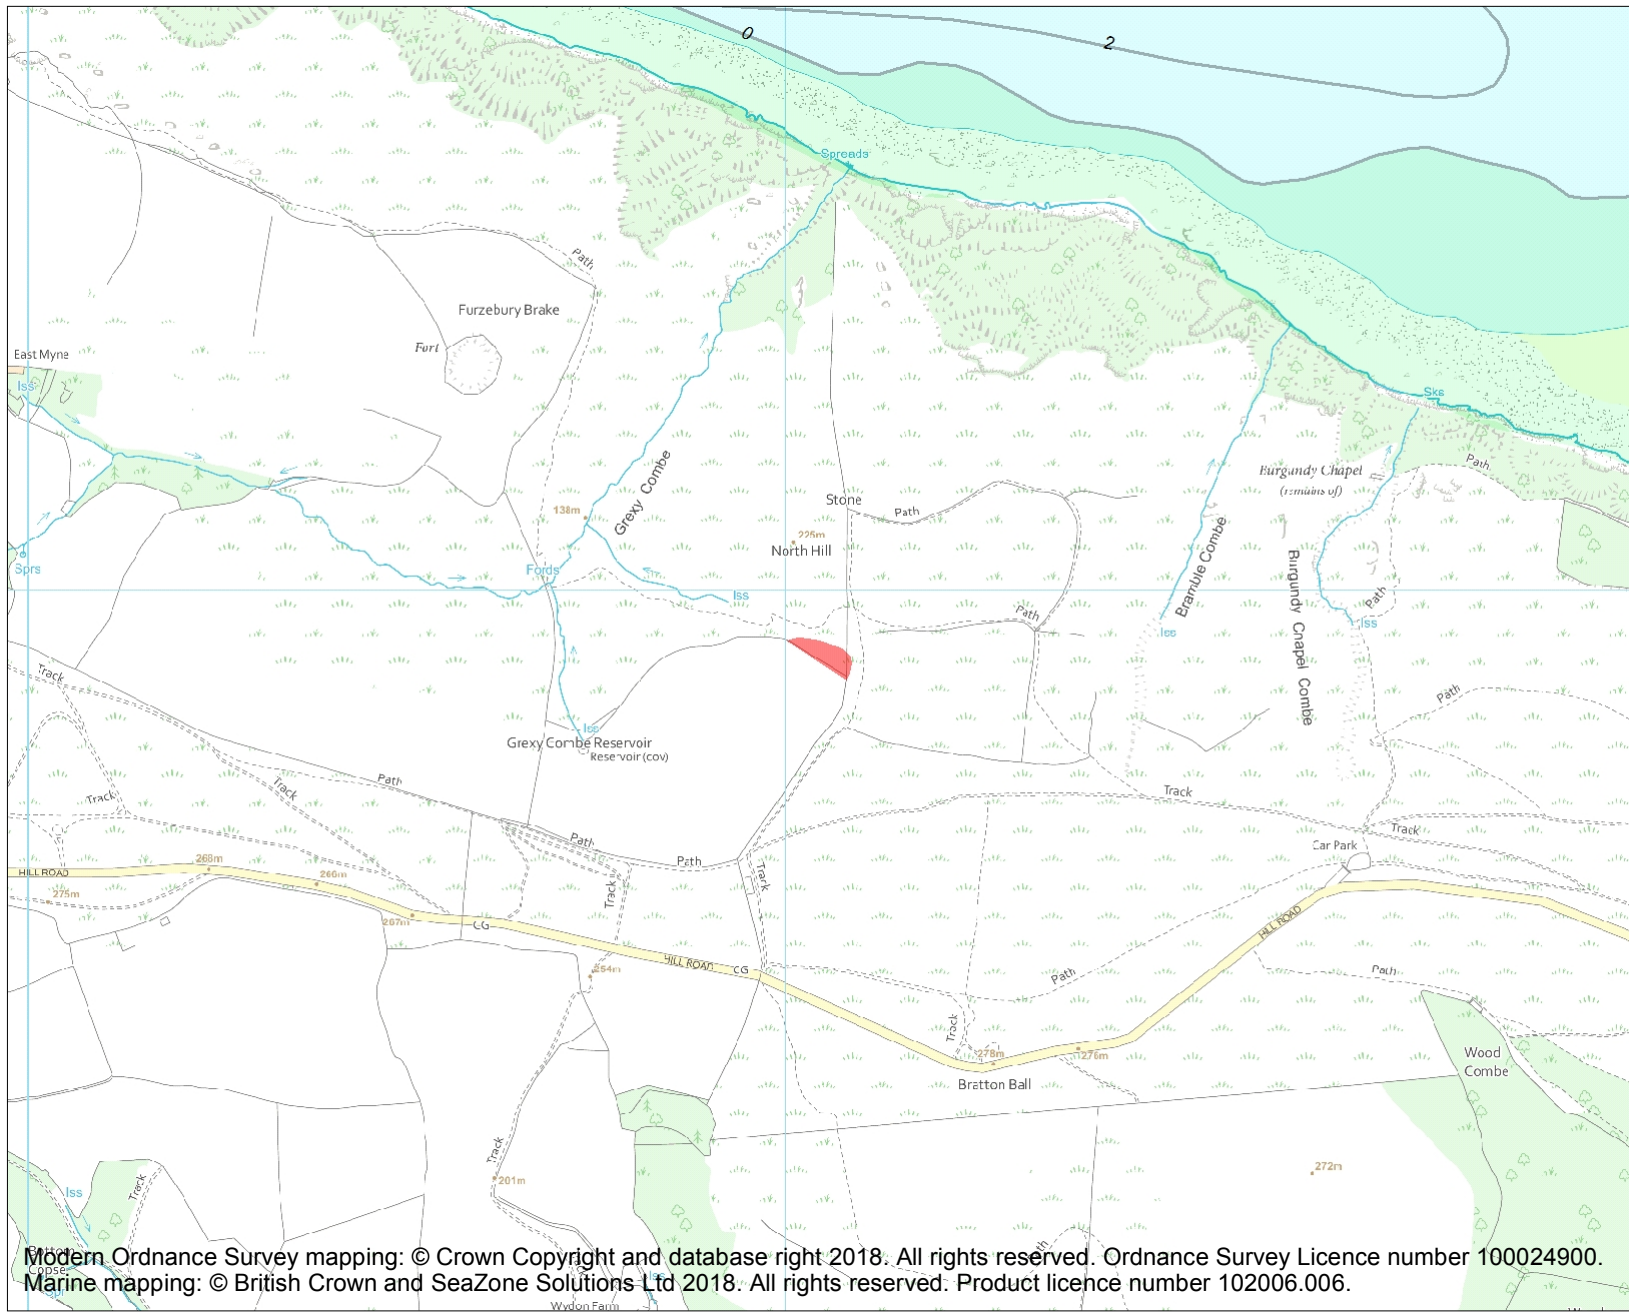 0
2
Spreads
Path
Furzebury Brake
Fort
East Myne
Iss
Ska
Grexy Combe
Burgundy Chapel
(remains of)
Path
Stone
Path
138m
225m
North Hill
Bramble Combe
Burgundy Chapel Combe
Sprs
Fords
Iss
Path
Path
Iss
Iss
Track
Path
Iss
Grexy Combe Reservoir
Reservoir (cov)
Path
Track
Track
Track
Path
Path
Track
Car Park
268m
HILL ROAD
266m
275m
Track
Track
267m
CG
HILL ROAD
HILL ROAD
CG
254m
Path
Path
Track
278m
276m
Bratton Ball
Wood
Combe
Track
201m
272m
Track
Iss
Bottom
Copse
Modern Ordnance Survey mapping: © Crown Copyright and database right 2018. All rights reserved. Ordnance Survey Licence number 100024900.
Marine mapping: © British Crown and SeaZone Solutions Ltd 2018. All rights reserved. Product licence number 102006.006.
Iss
Wydon Farm